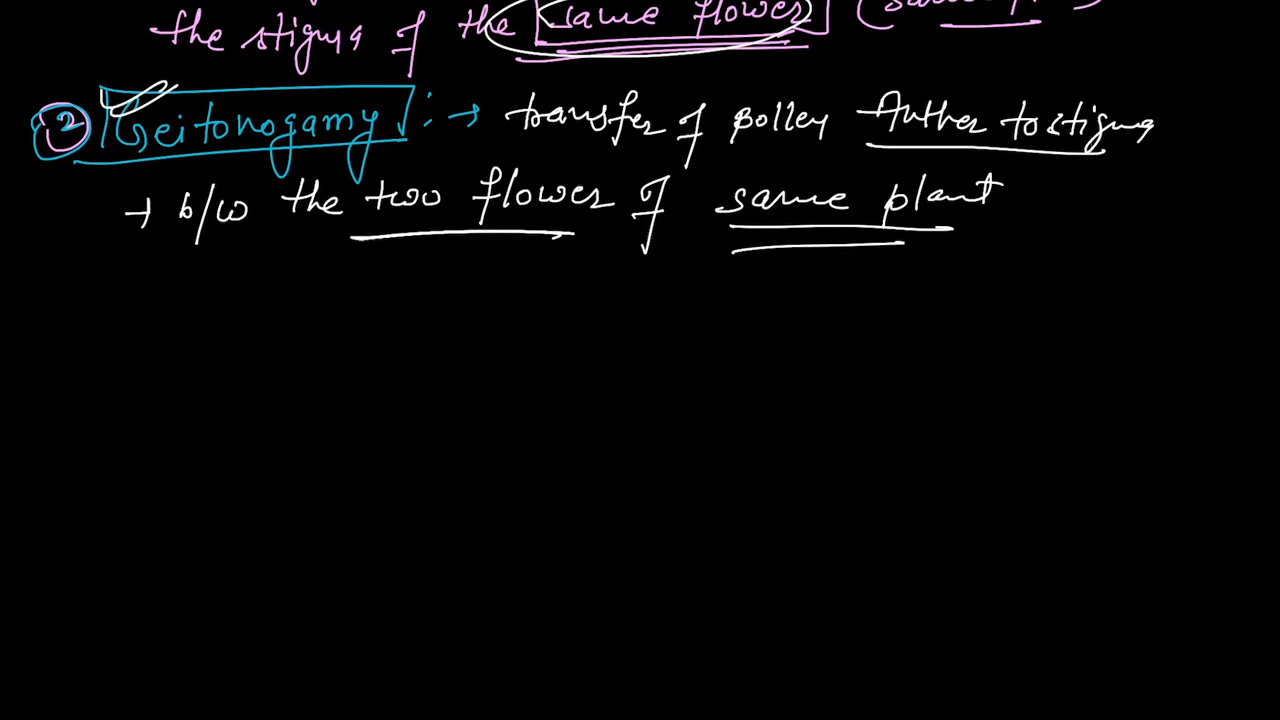 the stigma of the same flower (
② Geitonogamy : → transfer of pollen Anther to stigma
→ b/w the two flower of same plant